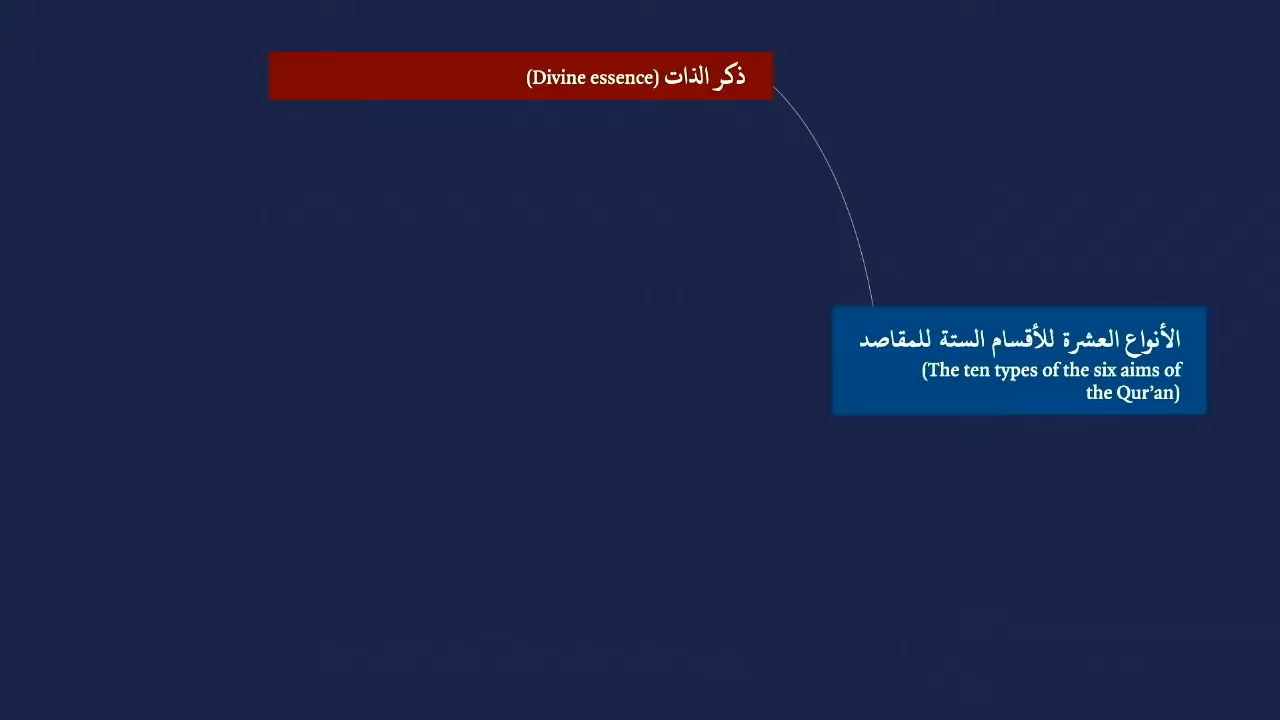 ذكر الذات (Divine essence)
الأنواع العشرة للأقسام الستة للمقاصد
(The ten types of the six aims of
the Qur’an)